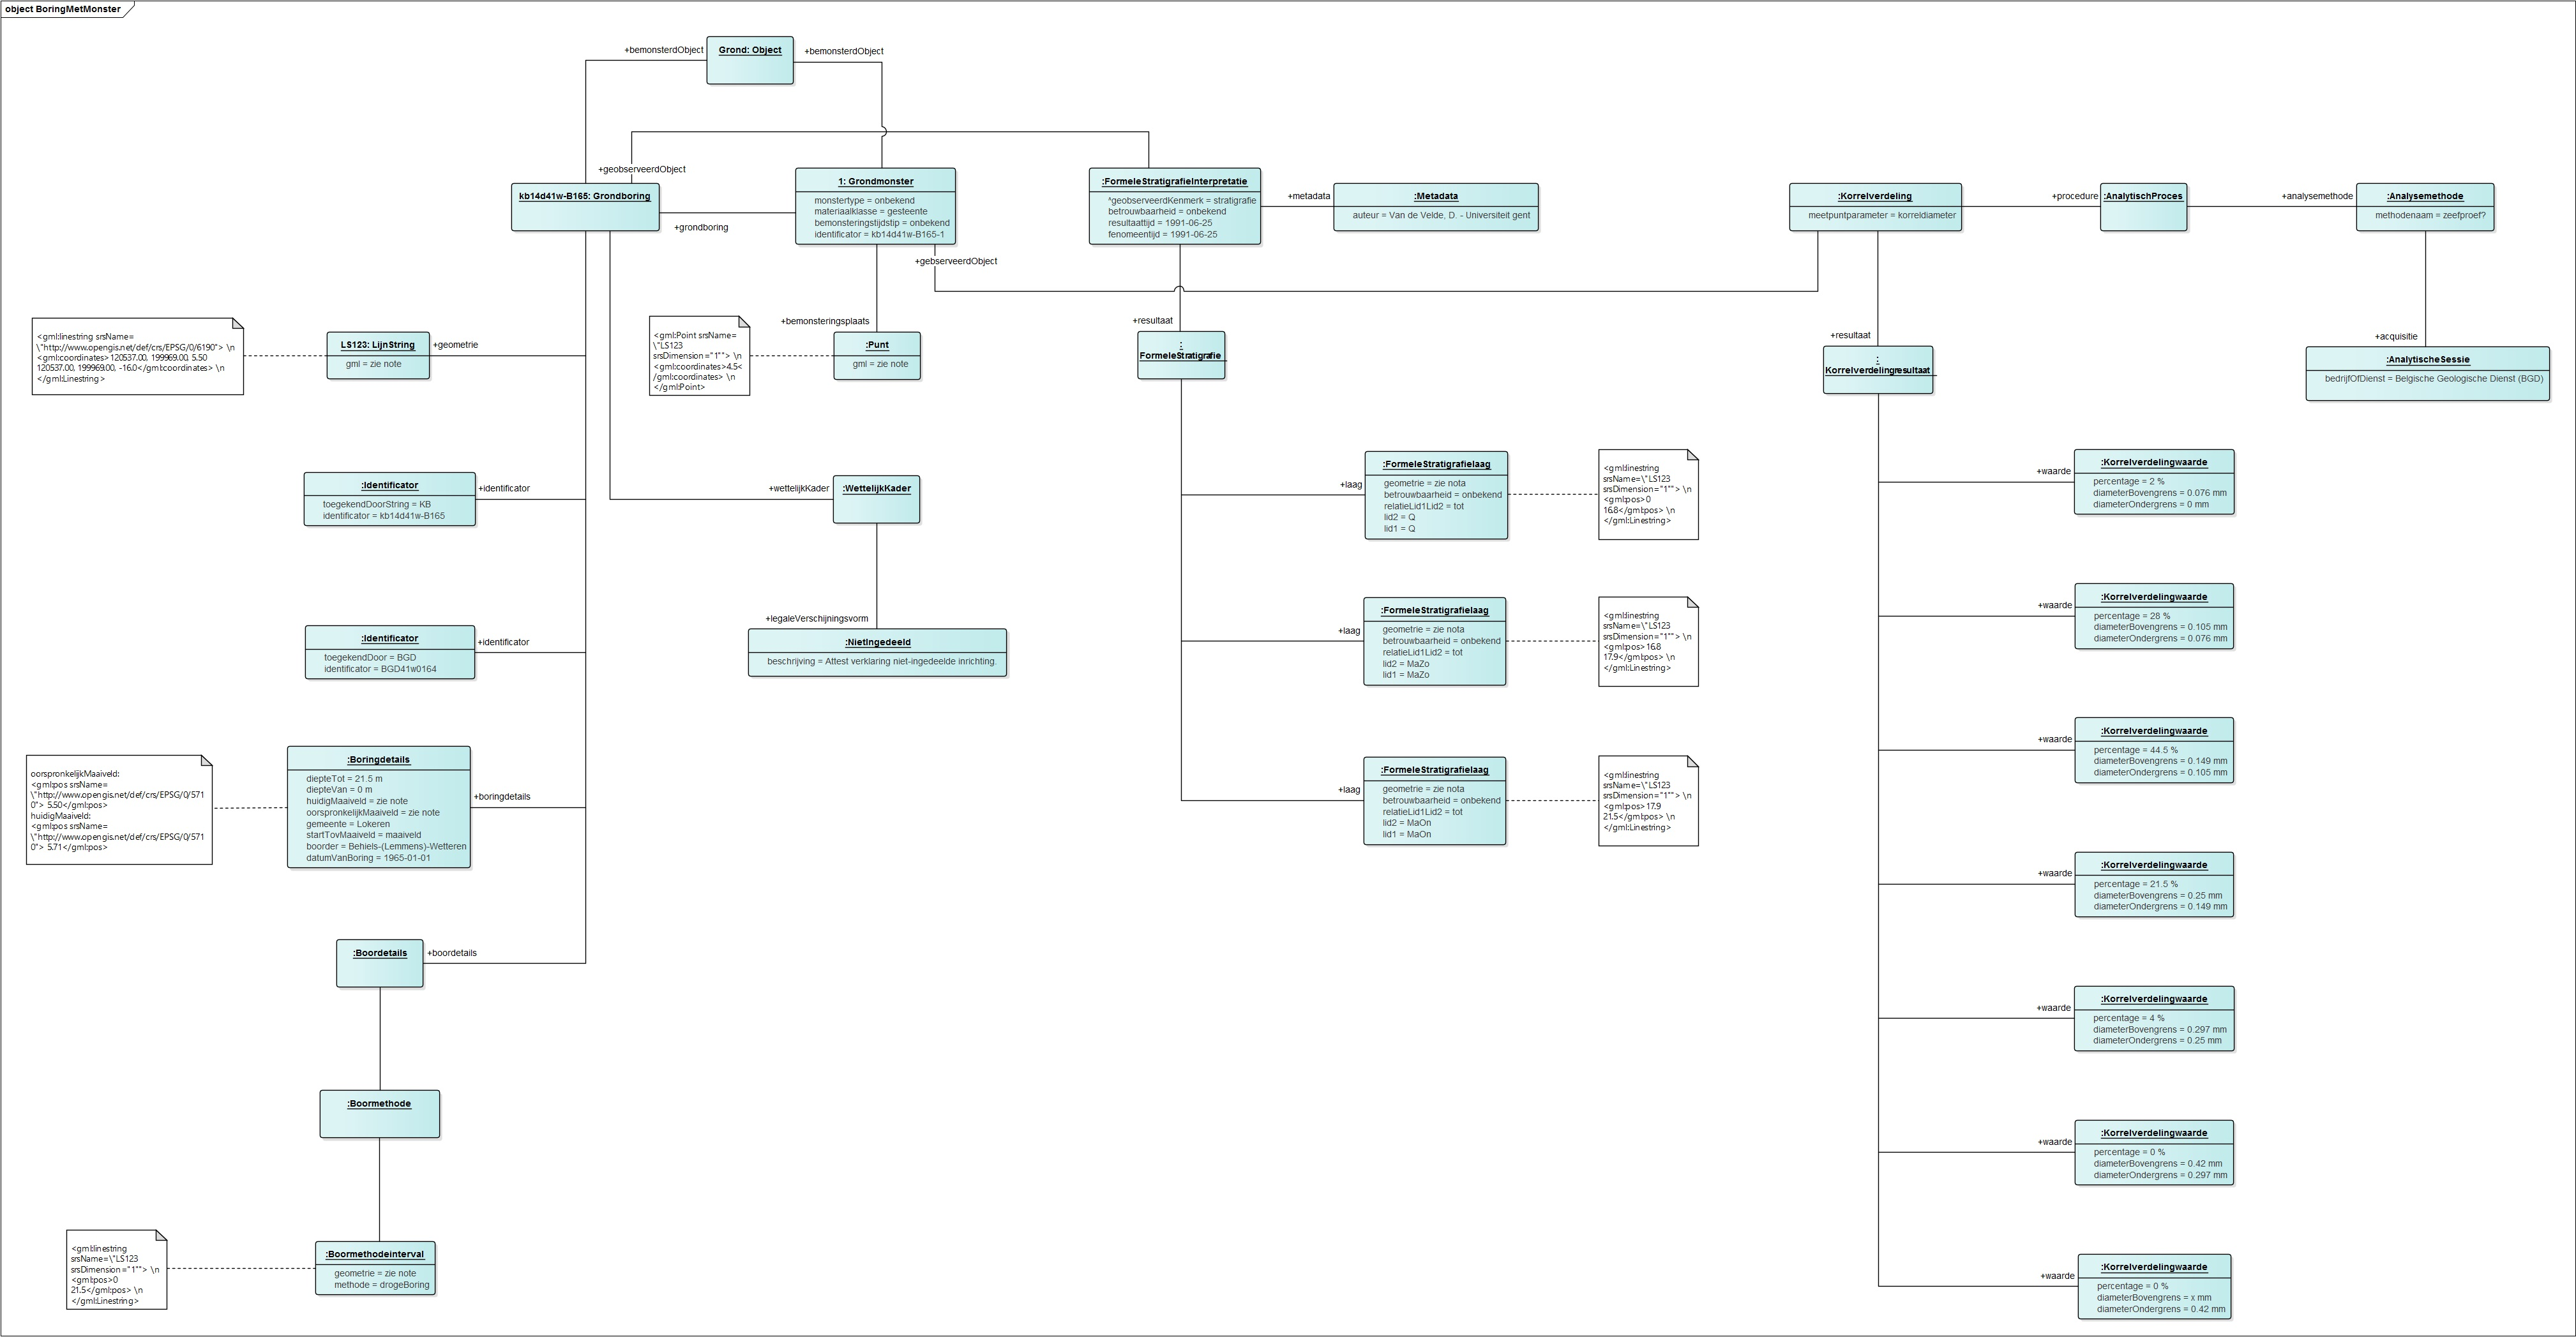 object BoringMetMonster
+bemonsterdObject
Grond: Object
+bemonsterdObject
+geobserveerdObject
kb14d41w-B165: Grondboring
+grondboring
1: Grondmonster
monstertype = onbekend
materiaalklasse = gesteente
bemonsteringstijdstip = onbekend
identificator = kb14d41w-B165-1
+gebserveerdObject
:FormeleStratigrafieInterpretatie
^geobserveerdKenmerk = stratigrafie
betrouwbaarheid = onbekend
resultaattijd = 1991-06-25
fenomeentijd = 1991-06-25
+metadata
:Metadata
auteur = Van de Velde, D. - Universiteit gent
:Korrelverdeling
meetpuntparameter = korreldiameter
+procedure
:AnalytischProces
+analysemethode
:Analysemethode
methodenaam = zeefproef?
<gml:linestring srsName=
\"http://www.opengis.net/def/crs/EPSG/0/6190"> \n
<gml:coordinates>120537.00, 199969.00, 5.50
120537.00, 199969.00, -16.0</gml:coordinates> \n
</gml:Linestring>
LS123: LijnString
gml = zie note
+geometrie
<gml:Point srsName=
\"LS123
srsDimension="1""> \n
<gml:coordinates>4.5<
/gml:coordinates> \n
</gml:Point>
+bemonsteringsplaats
:Punt
gml = zie note
+resultaat
:
FormeleStratigrafie
+resultaat
:
Korrelverdelingresultaat
+acquisitie
:AnalytischeSessie
bedrijfOfDienst = Belgische Geologische Dienst (BGD)
:Identificator
toegekendDoorString = KB
identificator = kb14d41w-B165
+identificator
+wettelijkKader
:WettelijkKader
+laag
:FormeleStratigrafielaag
geometrie = zie nota
betrouwbaarheid = onbekend
relatieLid1Lid2 = tot
lid2 = Q
lid1 = Q
<gml:linestring
srsName=\"LS123
srsDimension="1""> \n
<gml:pos>0
16.8</gml:pos> \n
</gml:Linestring>
+waarde
:Korrelverdelingwaarde
percentage = 2 %
diameterBovengrens = 0.076 mm
diameterOndergrens = 0 mm
:Identificator
toegekendDoor = BGD
identificator = BGD41w0164
+identificator
+legaleVerschijningsvorm
:NietIngedeeld
beschrijving = Attest verklaring niet-ingedeelde inrichting.
+laag
:FormeleStratigrafielaag
geometrie = zie nota
betrouwbaarheid = onbekend
relatieLid1Lid2 = tot
lid2 = MaZo
lid1 = MaZo
<gml:linestring
srsName=\"LS123
srsDimension="1""> \n
<gml:pos>16.8
17.9</gml:pos> \n
</gml:Linestring>
+waarde
:Korrelverdelingwaarde
percentage = 28 %
diameterBovengrens = 0.105 mm
diameterOndergrens = 0.076 mm
oorspronkelijkMaaiveld:
<gml:pos srsName=
\"http://www.opengis.net/def/crs/EPSG/0/571
0"> 5.50</gml:pos>
huidigMaaiveld:
<gml:pos srsName=
\"http://www.opengis.net/def/crs/EPSG/0/571
0"> 5.71</gml:pos>
:Boringdetails
diepteTot = 21.5 m
diepteVan = 0 m
huidigMaaiveld = zie note
oorspronkelijkMaaiveld = zie note
gemeente = Lokeren
startTovMaaiveld = maaiveld
boorder = Behiels-(Lemmens)-Wetteren
datumVanBoring = 1965-01-01
+boringdetails
+laag
:FormeleStratigrafielaag
geometrie = zie nota
betrouwbaarheid = onbekend
relatieLid1Lid2 = tot
lid2 = MaOn
lid1 = MaOn
<gml:linestring
srsName=\"LS123
srsDimension="1""> \n
<gml:pos>17.9
21.5</gml:pos> \n
</gml:Linestring>
+waarde
:Korrelverdelingwaarde
percentage = 44.5 %
diameterBovengrens = 0.149 mm
diameterOndergrens = 0.105 mm
+waarde
:Korrelverdelingwaarde
percentage = 21.5 %
diameterBovengrens = 0.25 mm
diameterOndergrens = 0.149 mm
:Boordetails
+boordetails
+waarde
:Korrelverdelingwaarde
percentage = 4 %
diameterBovengrens = 0.297 mm
diameterOndergrens = 0.25 mm
:Boormethode
+waarde
:Korrelverdelingwaarde
percentage = 0 %
diameterBovengrens = 0.42 mm
diameterOndergrens = 0.297 mm
<gml:linestring
srsName=\"LS123
srsDimension="1""> \n
<gml:pos>0
21.5</gml:pos> \n
</gml:Linestring>
:Boormethodeinterval
geometrie = zie note
methode = drogeBoring
+waarde
:Korrelverdelingwaarde
percentage = 0 %
diameterBovengrens = x mm
diameterOndergrens = 0.42 mm